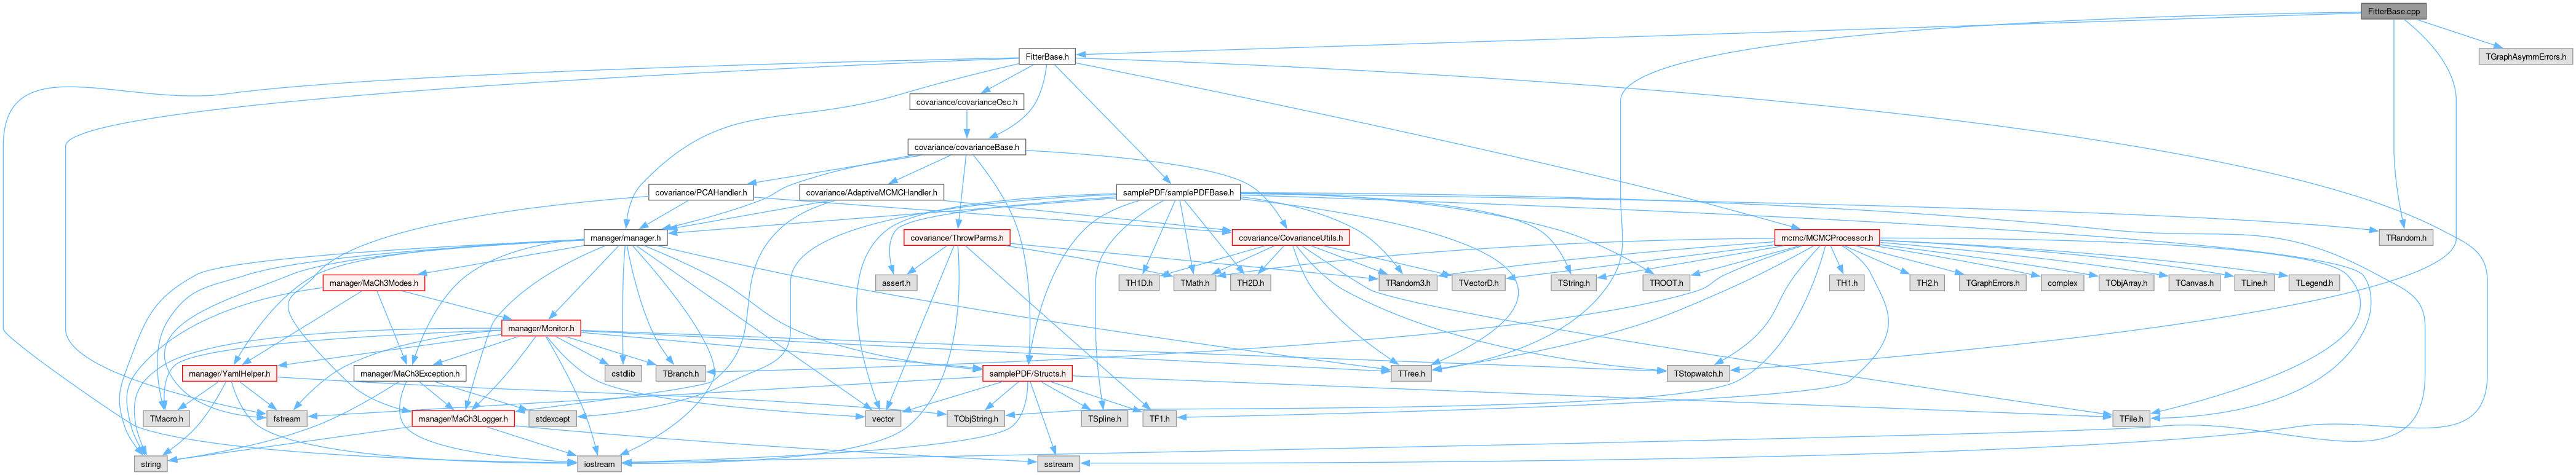 FitterBase.cpp
FitterBase.h
TGraphAsymmErrors.h
covariance/covarianceOsc.h
covariance/covarianceBase.h
covariance/PCAHandler.h
covariance/AdaptiveMCMCHandler.h
samplePDF/samplePDFBase.h
manager/manager.h
covariance/ThrowParms.h
covariance/CovarianceUtils.h
mcmc/MCMCProcessor.h
TRandom.h
manager/MaCh3Modes.h
assert.h
TH1D.h
TMath.h
TH2D.h
TRandom3.h
TVectorD.h
TString.h
TROOT.h
TH1.h
TH2.h
TGraphErrors.h
complex
TObjArray.h
TCanvas.h
TLine.h
TLegend.h
manager/Monitor.h
manager/YamlHelper.h
manager/MaCh3Exception.h
cstdlib
TBranch.h
samplePDF/Structs.h
TTree.h
TStopwatch.h
TMacro.h
fstream
manager/MaCh3Logger.h
stdexcept
vector
TObjString.h
TSpline.h
TF1.h
TFile.h
string
iostream
sstream